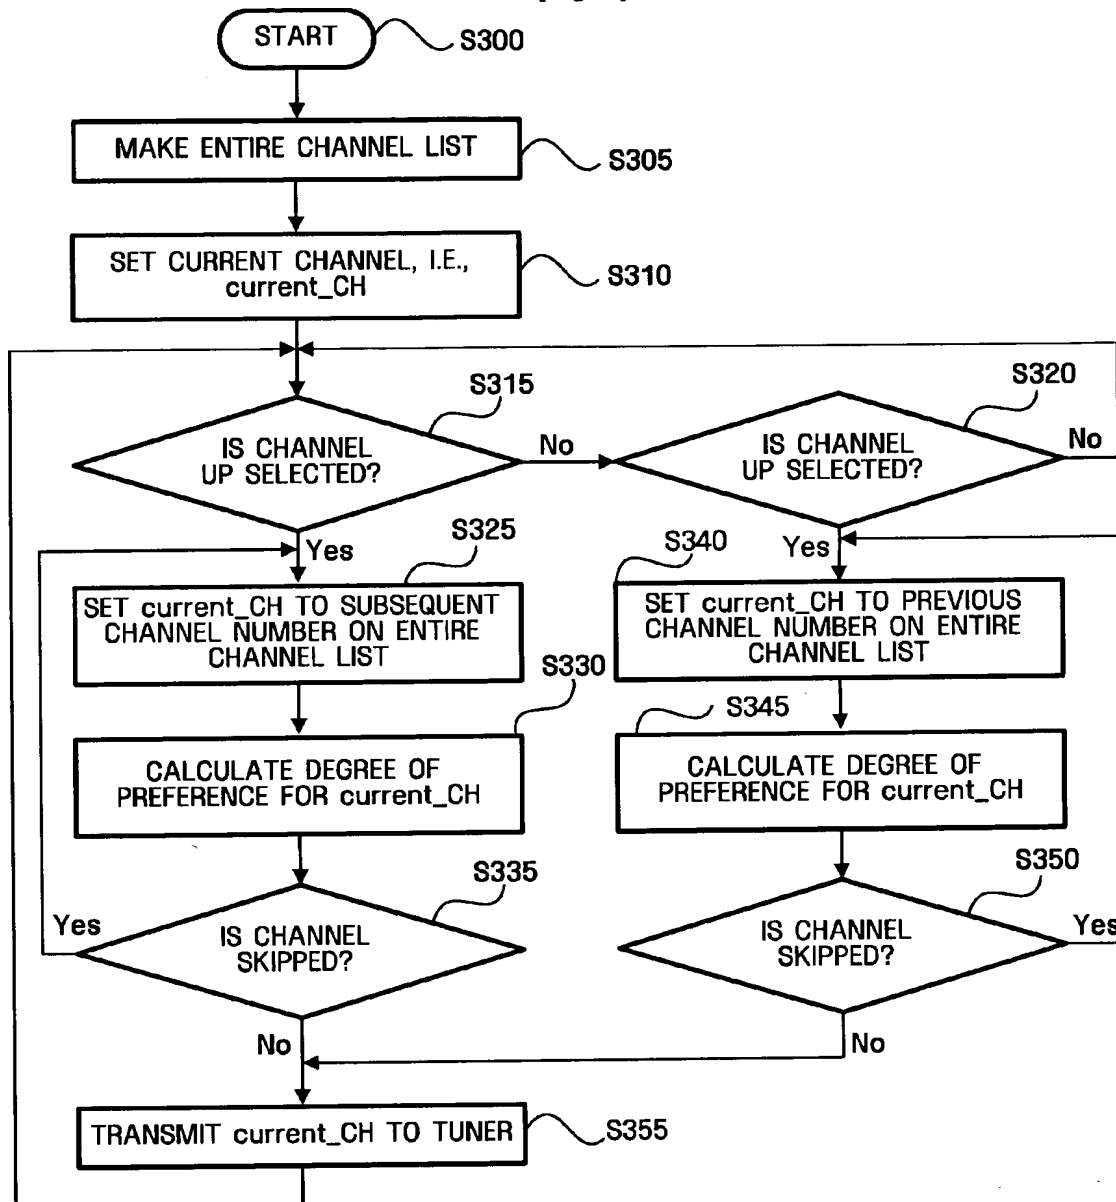 START
S300
MAKE ENTIRE CHANNEL LIST
S305
SET CURRENT CHANNEL, I.E.,
current_CH
S310
S315
IS CHANNEL
UP SELECTED?
No
S320
IS CHANNEL
UP SELECTED?
No
Yes
S325
SET current_CH TO SUBSEQUENT
CHANNEL NUMBER ON ENTIRE
CHANNEL LIST
Yes
S340
SET current_CH TO PREVIOUS
CHANNEL NUMBER ON ENTIRE
CHANNEL LIST
S330
CALCULATE DEGREE OF
PREFERENCE FOR current_CH
S345
CALCULATE DEGREE OF
PREFERENCE FOR current_CH
S335
Yes
IS CHANNEL
SKIPPED?
No
S350
IS CHANNEL
SKIPPED?
Yes
No
TRANSMIT current_CH TO TUNER
S355